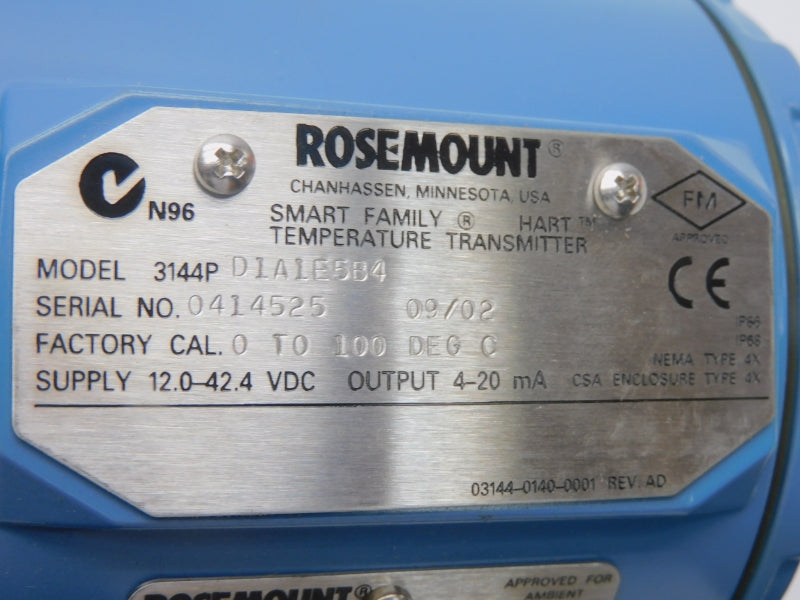 ROSEMOUNT®
CHANHASSEN, MINNESOTA, USA
N96
SMART FAMILY ® HART ™
TEMPERATURE TRANSMITTER
FM
APPROVED
MODEL 3144P D1A1E5B4
CE
SERIAL NO. 0414525 09/02
IP66
IP68
FACTORY CAL. 0 TO 100 DEG C
NEMA TYPE 4X
SUPPLY 12.0–42.4 VDC OUTPUT 4–20 mA
CSA ENCLOSURE TYPE 4X
03144–0140–0001 REV. AD
ROSEMOUNT®
APPROVED FOR
AMBIENT